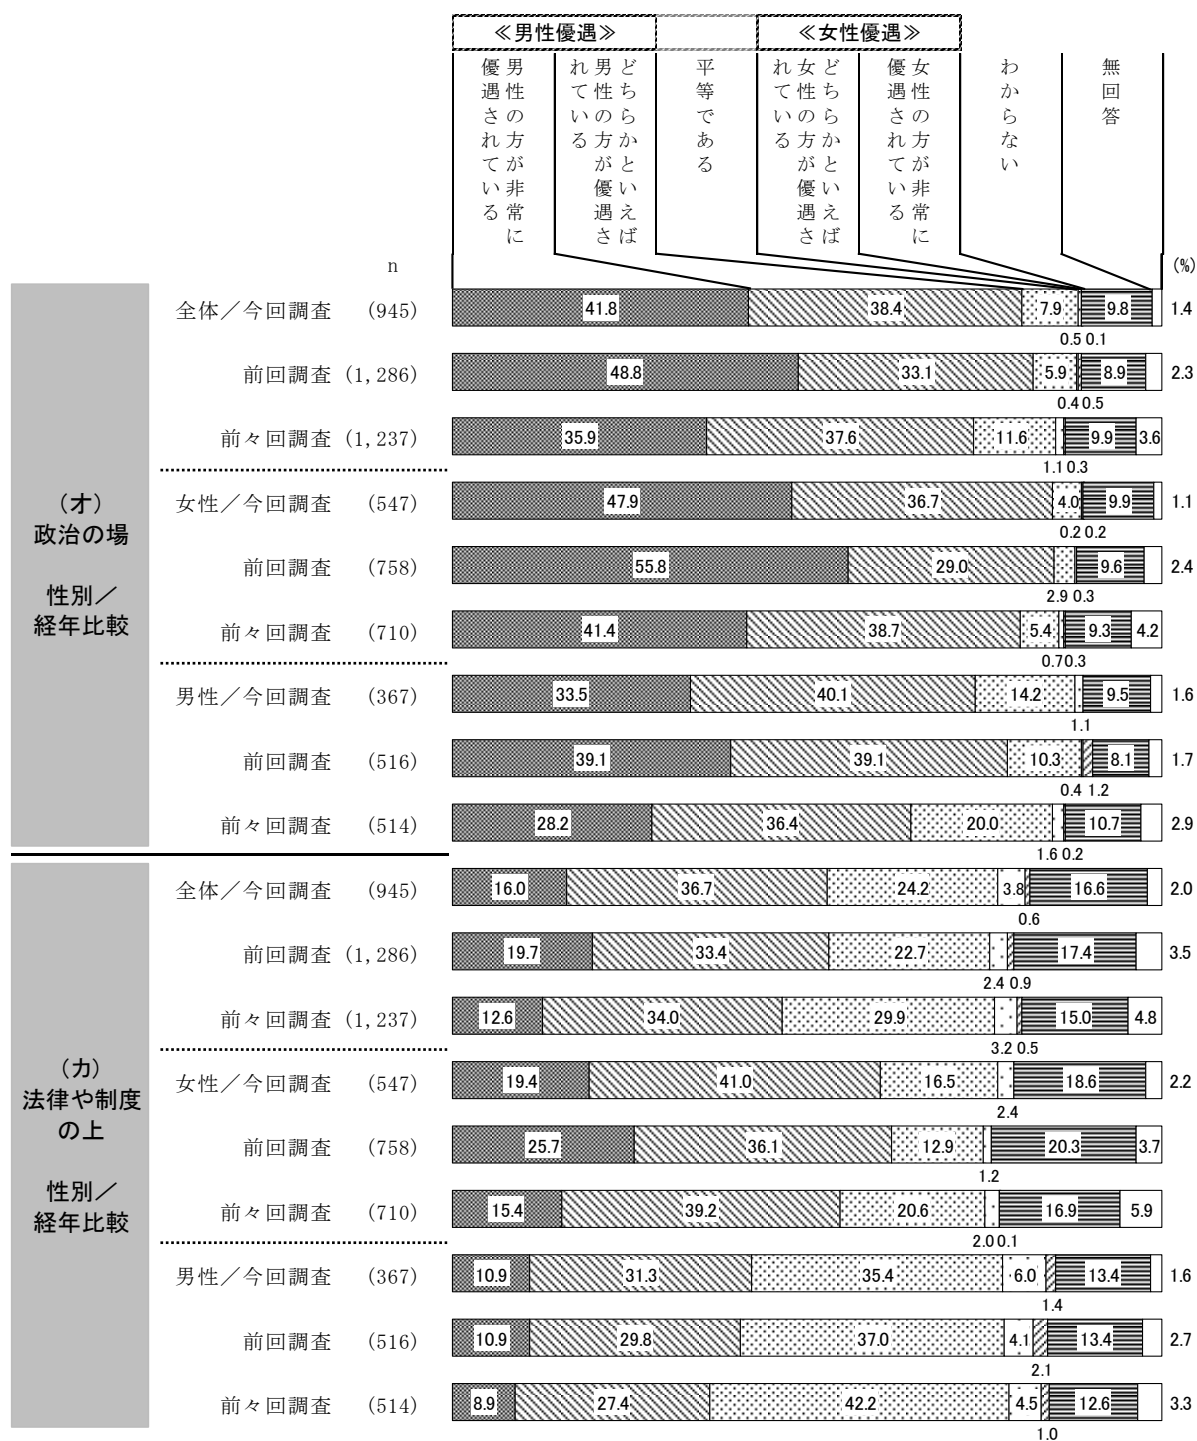 ≪男性優遇≫
≪女性優遇≫
男性の方が非常に
優遇されている
どちらかといえば
男性の方が優遇さ
れている
平等である
どちらかといえば
女性の方が優遇さ
れている
女性の方が非常に
優遇されている
わからない
無回答
n
(%)
(オ)
政治の場
性別／
経年比較
全体／今回調査 (945) 41.8 38.4 7.9 9.8 1.4
0.5 0.1
前回調査 (1,286) 48.8 33.1 5.9 8.9 2.3
0.4 0.5
前々回調査 (1,237) 35.9 37.6 11.6 9.9 3.6
1.1 0.3
女性／今回調査 (547) 47.9 36.7 4.0 9.9 1.1
0.2 0.2
前回調査 (758) 55.8 29.0 9.6 2.4
2.9 0.3
前々回調査 (710) 41.4 38.7 5.4 9.3 4.2
0.7 0.3
男性／今回調査 (367) 33.5 40.1 14.2 9.5 1.6
1.1
前回調査 (516) 39.1 39.1 10.3 8.1 1.7
0.4 1.2
前々回調査 (514) 28.2 36.4 20.0 10.7 2.9
1.6 0.2
(カ)
法律や制度
の上
性別／
経年比較
全体／今回調査 (945) 16.0 36.7 24.2 3.8 16.6 2.0
0.6
前回調査 (1,286) 19.7 33.4 22.7 17.4 3.5
2.4 0.9
前々回調査 (1,237) 12.6 34.0 29.9 15.0 4.8
3.2 0.5
女性／今回調査 (547) 19.4 41.0 16.5 18.6 2.2
2.4
前回調査 (758) 25.7 36.1 12.9 20.3 3.7
1.2
前々回調査 (710) 15.4 39.2 20.6 16.9 5.9
2.0 0.1
男性／今回調査 (367) 10.9 31.3 35.4 6.0 13.4 1.6
1.4
前回調査 (516) 10.9 29.8 37.0 4.1 13.4 2.7
2.1
前々回調査 (514) 8.9 27.4 42.2 4.5 12.6 3.3
1.0